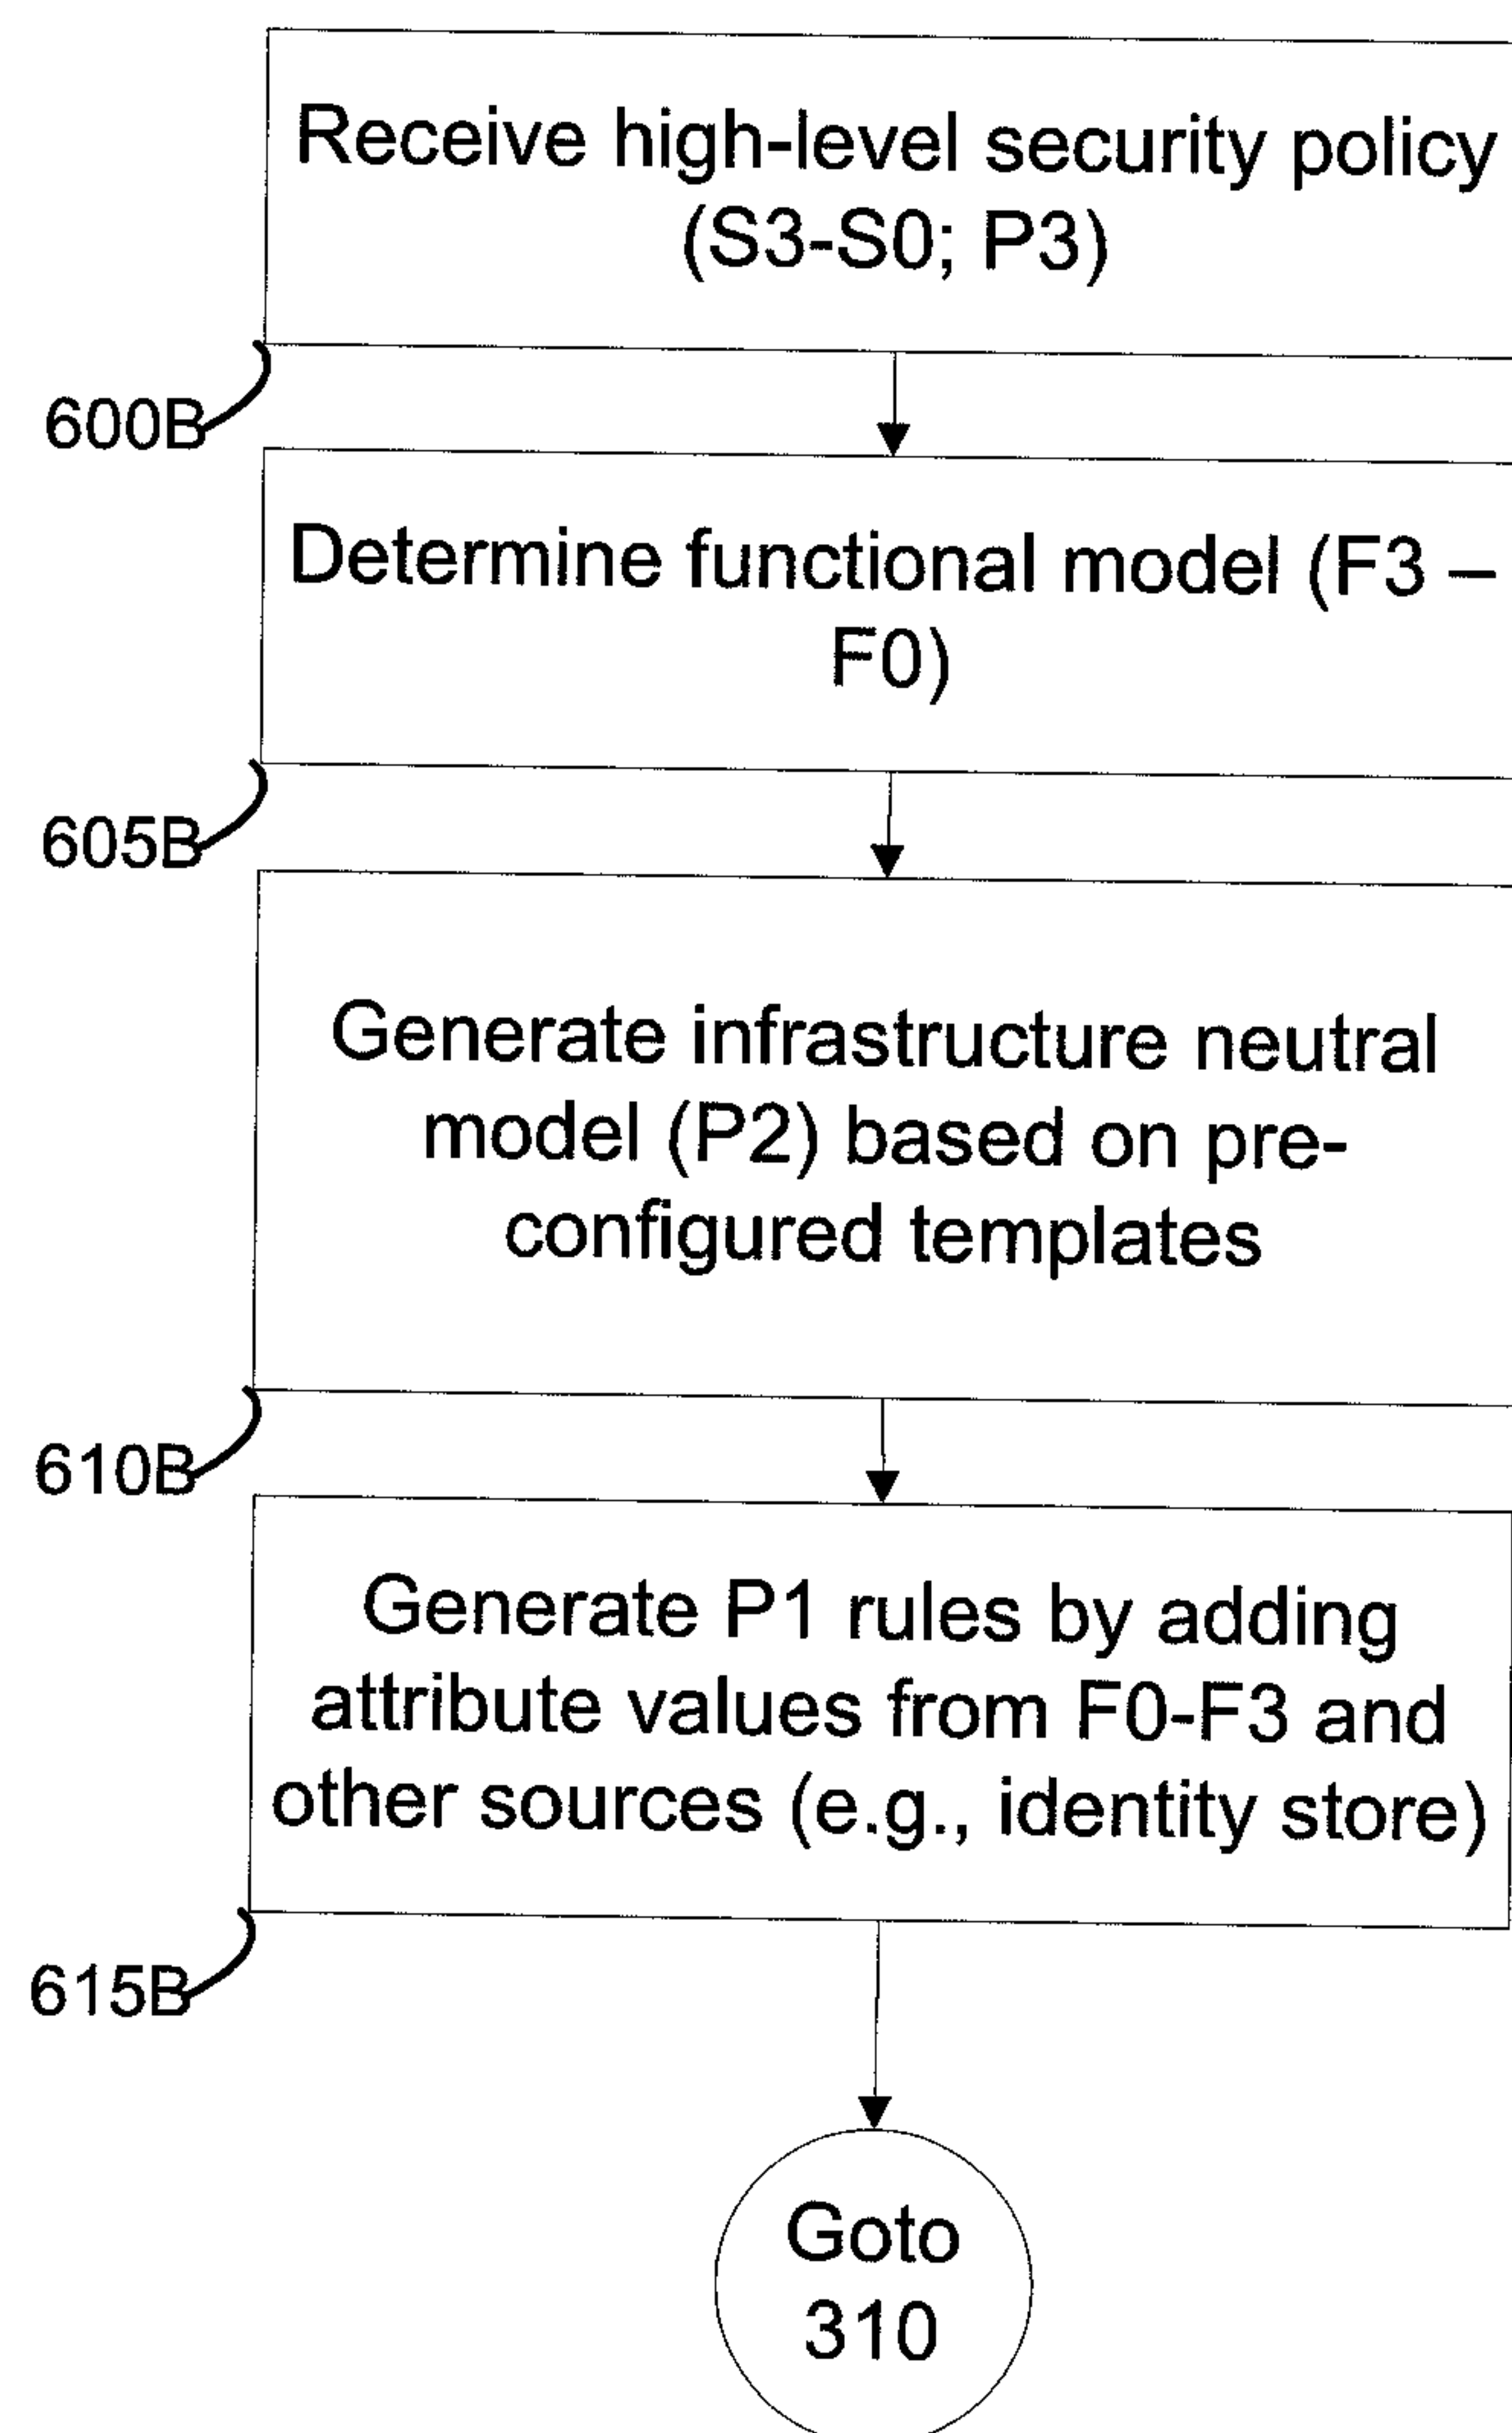 Receive high-level security policy
(S3-S0; P3)
600B
Determine functional model (F3 –
F0)
605B
Generate infrastructure neutral
model (P2) based on pre-
configured templates
610B
Generate P1 rules by adding
attribute values from F0-F3 and
other sources (e.g., identity store)
615B
Goto
310